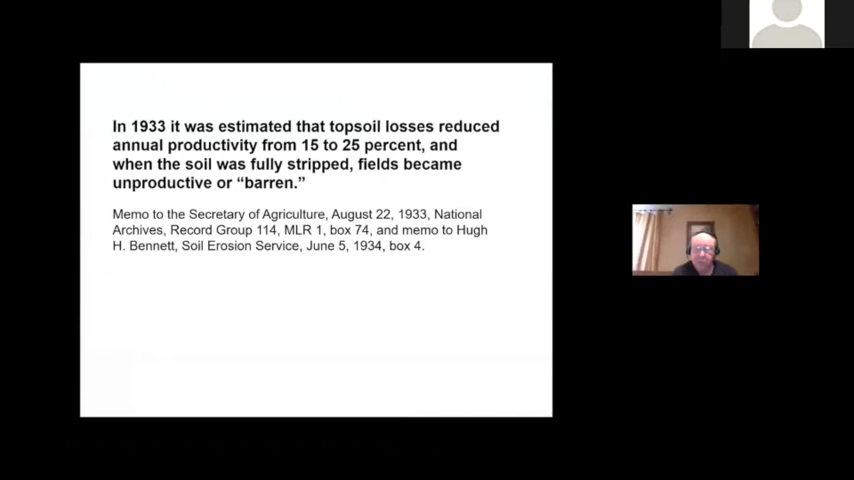 In 1933 it was estimated that topsoil losses reduced
annual productivity from 15 to 25 percent, and
when the soil was fully stripped, fields became
unproductive or “barren.”
Memo to the Secretary of Agriculture, August 22, 1933, National
Archives, Record Group 114, MLR 1, box 74, and memo to Hugh
H. Bennett, Soil Erosion Service, June 5, 1934, box 4.